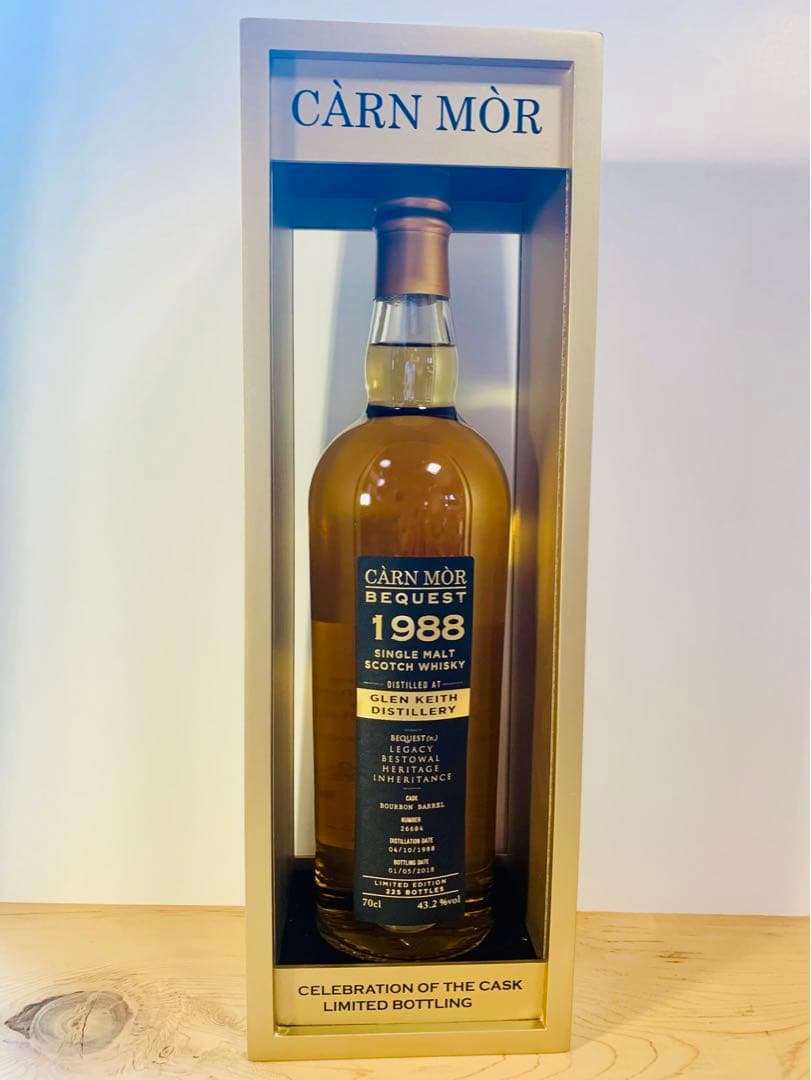 CÀRN MÒR
CÀRN MÒR
BEQUEST
1988
SINGLE MALT
SCOTCH WHISKY
DISTILLED AT
GLEN KEITH
DISTILLERY
BEQUEST (n.)
LEGACY
BESTOWAL
HERITAGE
INHERITANCE
CASK
BOURBON BARREL
NUMBER
26684
DISTILLATION DATE
04/10/1988
BOTTLING DATE
01/05/2018
LIMITED EDITION
225 BOTTLES
70cl 43.2 %vol
CELEBRATION OF THE CASK
LIMITED BOTTLING